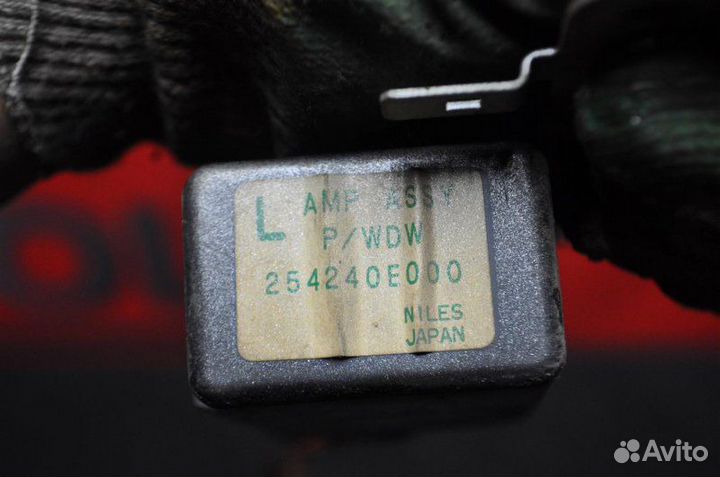 L AMP ASSY
P/WDW
254240E000
NILES
JAPAN
Avito